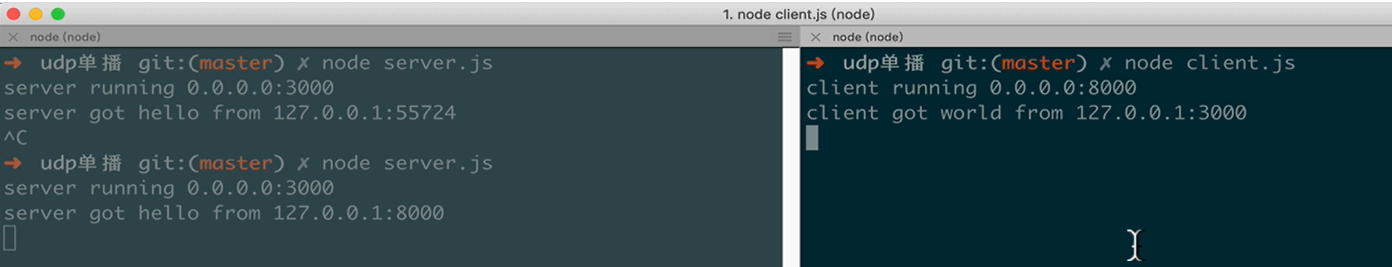 1. node client.js (node)
node (node)
➜ udp单播 git:(master) ✗ node server.js
server running 0.0.0.0:3000
server got hello from 127.0.0.1:55724
^C
➜ udp单播 git:(master) ✗ node server.js
server running 0.0.0.0:3000
server got hello from 127.0.0.1:8000
node (node)
➜ udp单播 git:(master) ✗ node client.js
client running 0.0.0.0:8000
client got world from 127.0.0.1:3000